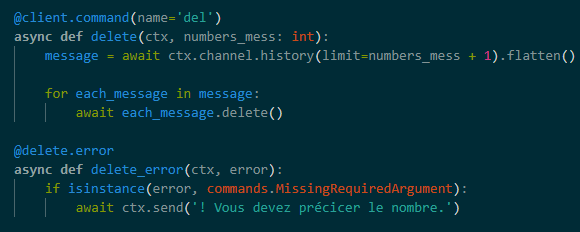 @client.command(name='del')
async def delete(ctx, numbers_mess: int):
    message = await ctx.channel.history(limit=numbers_mess + 1).flatten()
    for each_message in message:
        await each_message.delete()
@delete.error
async def delete_error(ctx, error):
    if isinstance(error, commands.MissingRequiredArgument):
        await ctx.send('! Vous devez précicer le nombre.')